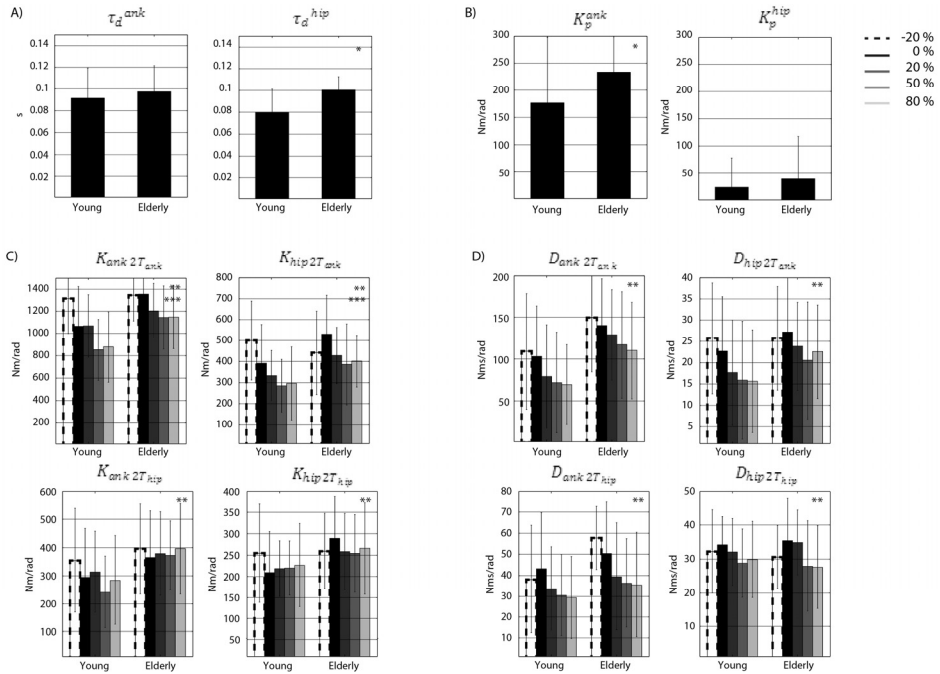 A)
τ_d^ank
τ_d^hip
B)
K_p^ank
K_p^hip
-20 %
0 %
20 %
50 %
80 %
0.14
0.12
0.1
0.08
0.06
0.04
0.02
s
Young Elderly
0.14
0.12
0.1
0.08
0.06
0.04
0.02
*
Young Elderly
300
250
200
150
100
50
Nm/rad
*
Young Elderly
300
250
200
150
100
50
Nm/rad
Young Elderly
C)
K_ank 2T_ank
1400
1200
1000
800
600
400
200
Nm/rad
**
***
Young Elderly
K_hip 2T_ank
800
700
600
500
400
300
200
100
Nm/rad
**
***
Young Elderly
D)
D_ank 2T_ank
200
150
100
50
Nms/rad
**
Young Elderly
D_hip 2T_ank
40
35
30
25
20
15
10
5
Nms/rad
**
Young Elderly
K_ank 2T_hip
600
500
400
300
200
100
Nm/rad
**
Young Elderly
K_hip 2T_hip
400
350
300
250
200
150
100
50
Nm/rad
**
Young Elderly
D_ank 2T_hip
80
70
60
50
40
30
20
10
Nms/rad
**
Young Elderly
D_hip 2T_hip
50
40
30
20
10
Nms/rad
**
Young Elderly